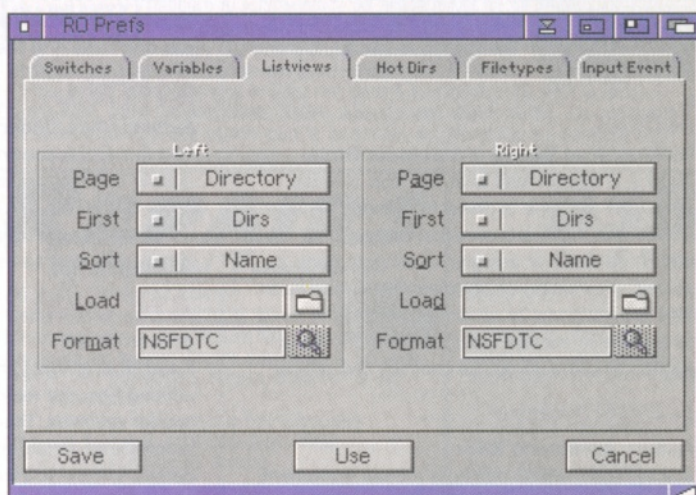 RO Prefs
Switches Variables Listviews Hot Dirs Filetypes Input Event
Left
Page Directory
First Dirs
Sort Name
Load
Format NSFDTC
Right
Page Directory
First Dirs
Sort Name
Load
Format NSFDTC
Save Use Cancel